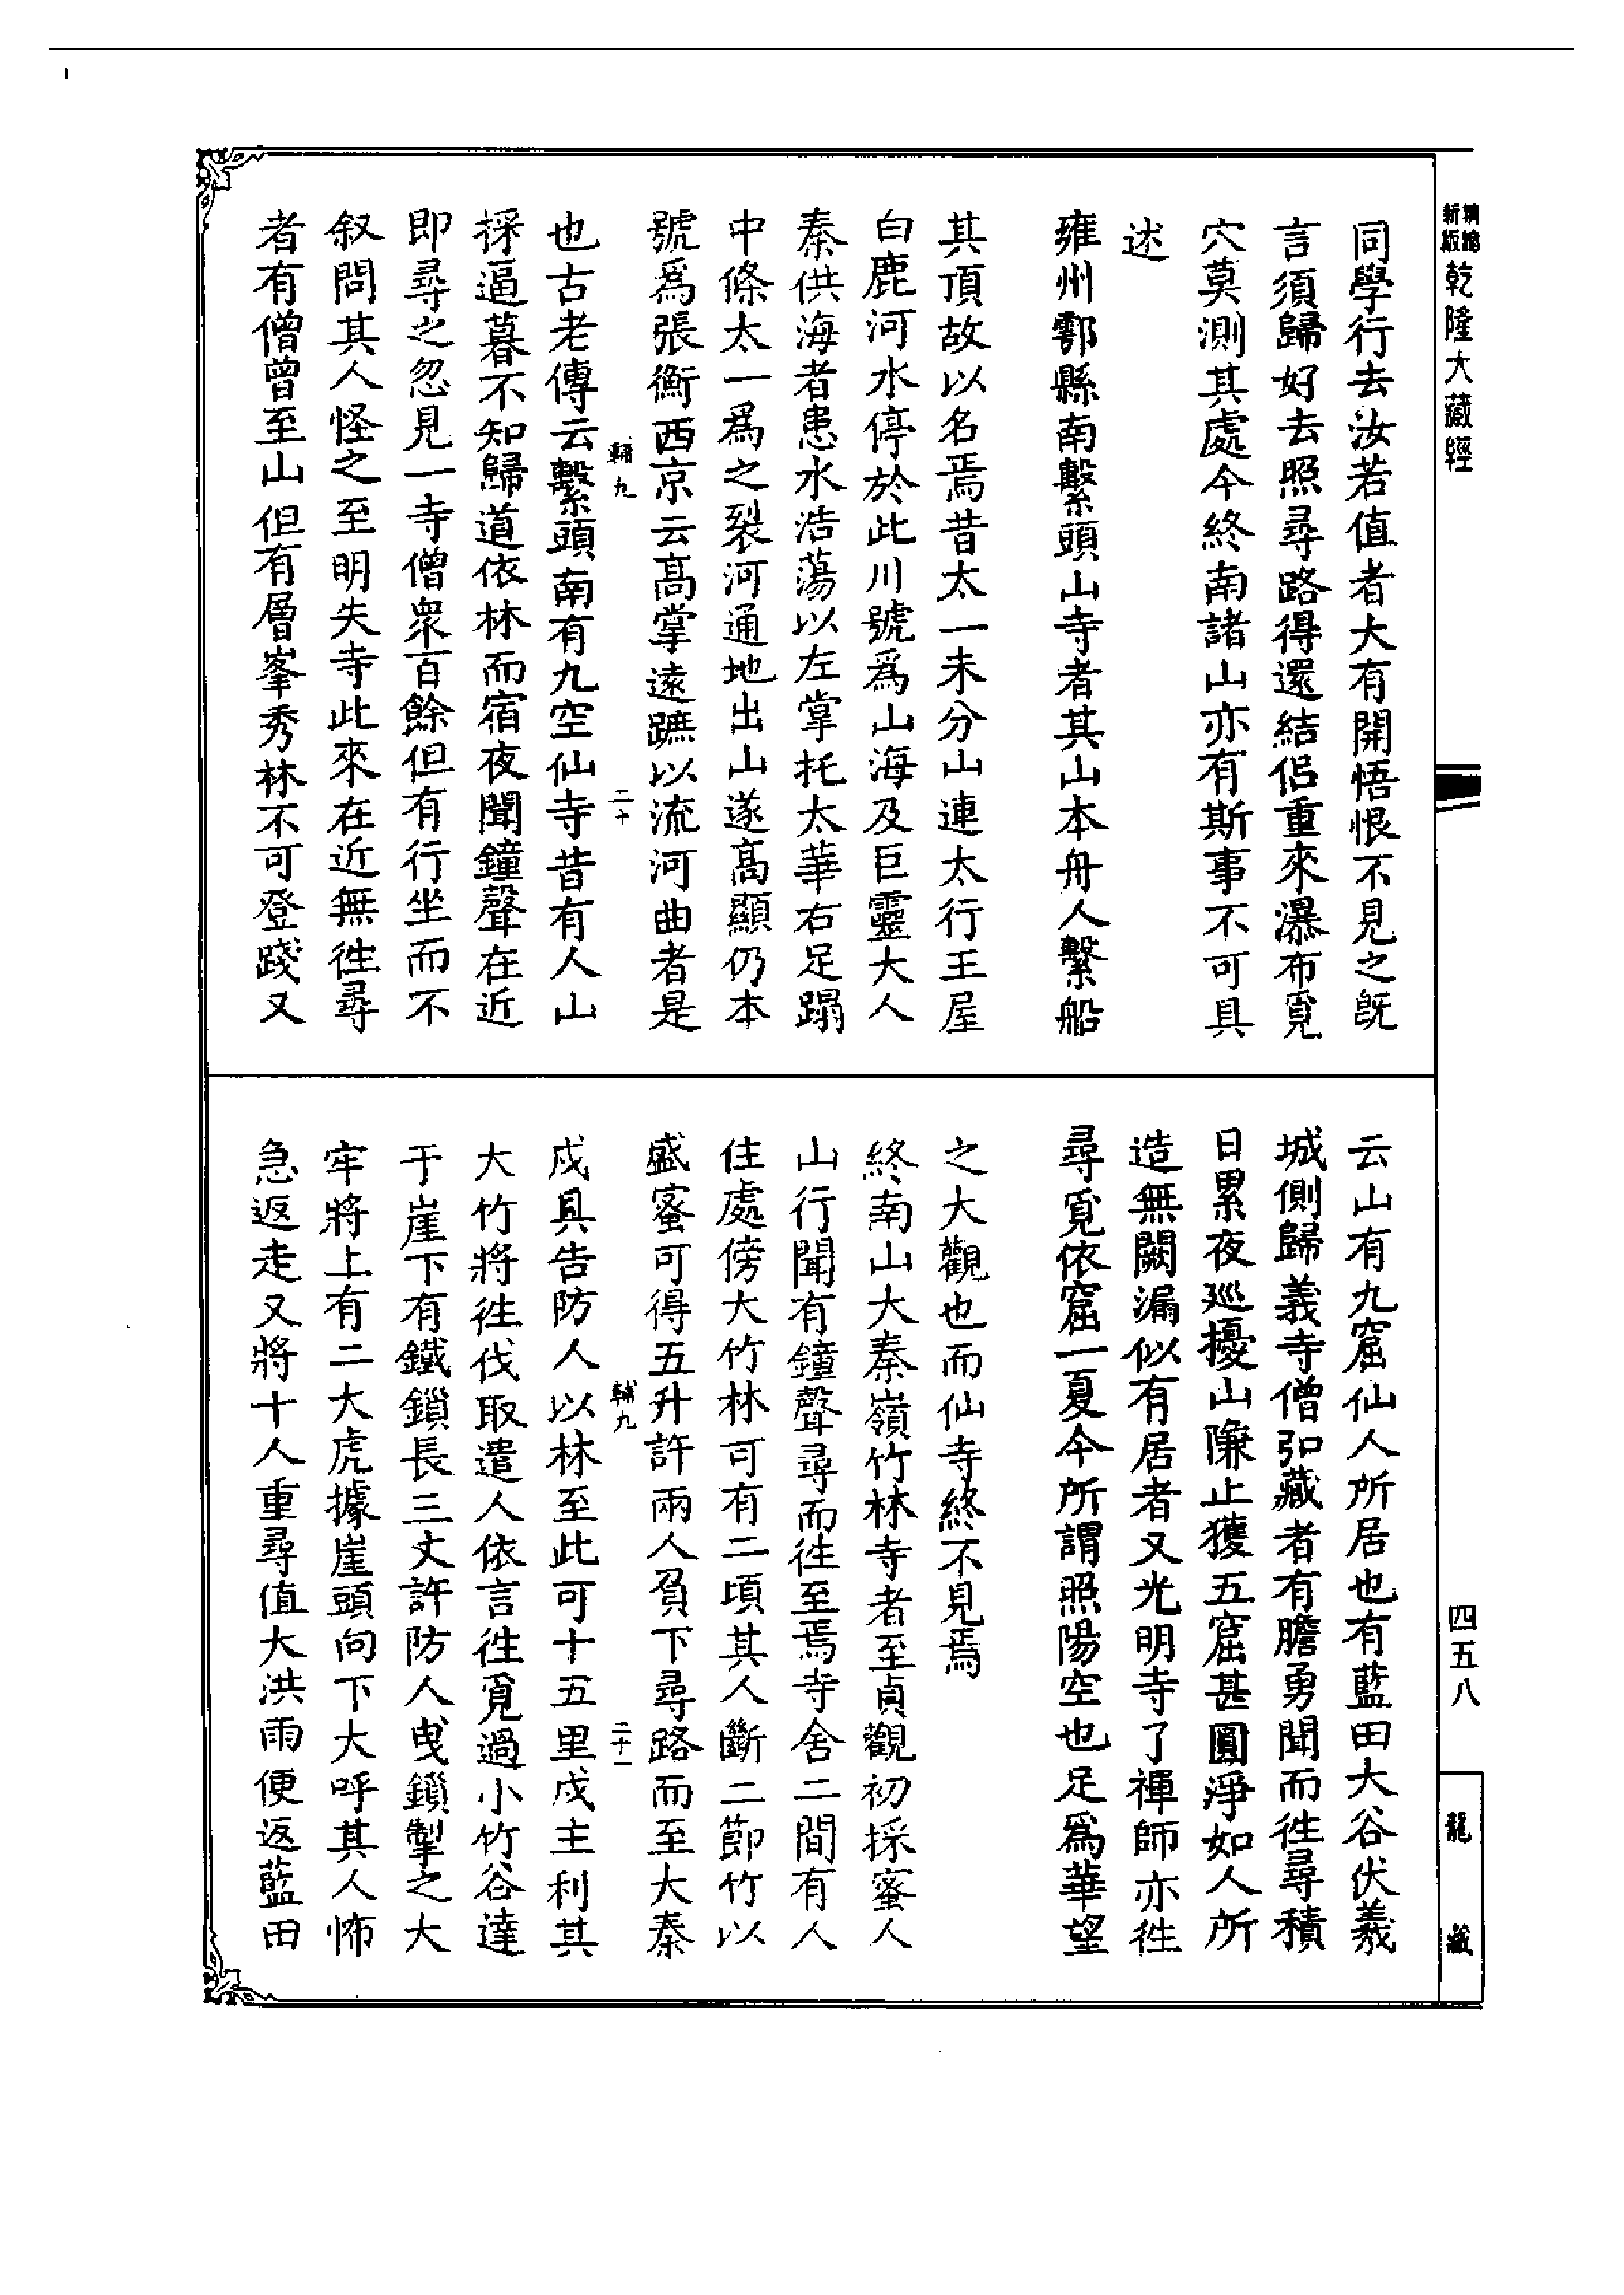 精繪
新版
乾隆大藏經
同學行去汝若值者大有開悟恨不見之既
言須歸好去照尋路得還結侶重來瀑布覓
穴莫測其處今終南諸山亦有斯事不可具
述
雍州鄠縣南繫頭山寺者其山本舟人繫船
其頂故以名焉昔太一未分山連太行王屋
白鹿河水停於此川號爲山海及巨靈大人
秦供海者患水浩蕩以左掌托太華右足蹋
中條太一爲之裂河通地出山遂高顯仍本
號爲張衡西京云高掌遠蹠以流河曲者是
輔九
二十
也古老傳云繫頭南有九空仙寺昔有人山
採逼暮不知歸道依林而宿夜聞鐘聲在近
即尋之忽見一寺僧眾百餘但有行坐而不
叙問其人怪之至明失寺此來在近無徃尋
者有僧曾至山但有層峯秀林不可登踐又
云山有九窟仙人所居也有藍田大谷伏羲
城側歸義寺僧弘藏者有膽勇聞而徃尋積
日累夜巡擾山隒止獲五窟甚圓淨如人所
造無闕漏似有居者又光明寺了禪師亦徃
尋覓依窟一夏今所謂照陽空也足爲華望
之大觀也而仙寺終不見焉
終南山大秦嶺竹林寺者至貞觀初採蜜人
山行聞有鐘聲尋而徃至焉寺舍二間有人
住處傍大竹林可有二頃其人斷二節竹以
盛蜜可得五升許兩人負下尋路而至大秦
輔九
二十一
戍具告防人以林至此可十五里戍主利其
大竹將徃伐取遣人依言徃覓過小竹谷達
于崖下有鐵鎖長三丈許防人曳鎖掣之大
牢將上有二大虎據崖頭向下大呼其人怖
急返走又將十人重尋值大洪雨便返藍田
四五八
龍藏